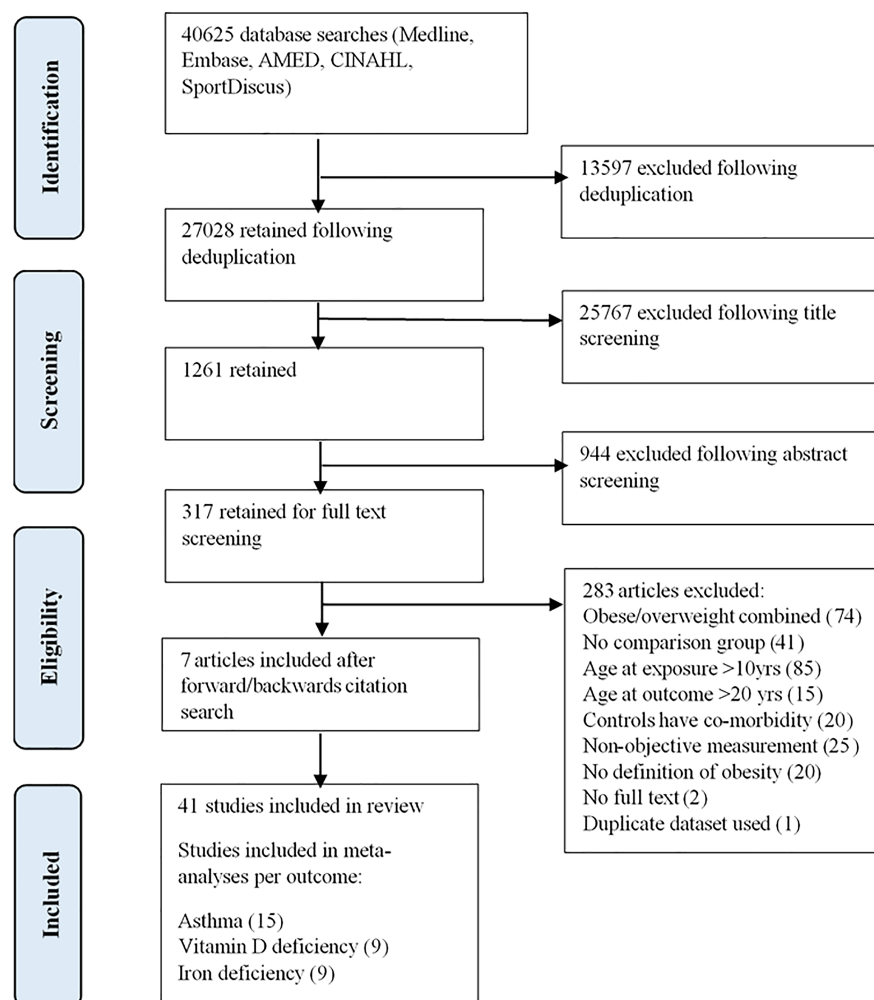 Identification
40625 database searches (Medline,
Embase, AMED, CINAHL,
SportDiscus)
13597 excluded following
deduplication
27028 retained following
deduplication
Screening
25767 excluded following title
screening
1261 retained
944 excluded following abstract
screening
317 retained for full text
screening
Eligibility
283 articles excluded:
Obese/overweight combined (74)
No comparison group (41)
Age at exposure >10yrs (85)
Age at outcome >20 yrs (15)
Controls have co-morbidity (20)
Non-objective measurement (25)
No definition of obesity (20)
No full text (2)
Duplicate dataset used (1)
7 articles included after
forward/backwards citation
search
Included
41 studies included in review
Studies included in meta-
analyses per outcome:
Asthma (15)
Vitamin D deficiency (9)
Iron deficiency (9)